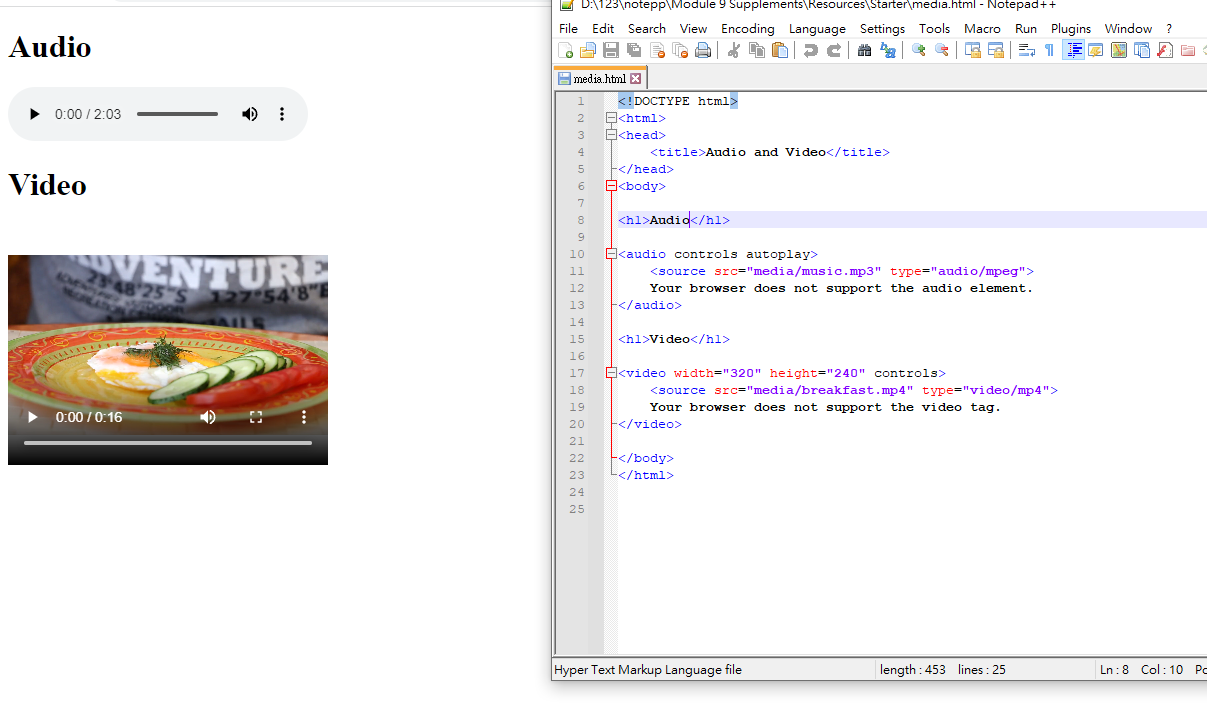 Audio
0:00 / 2:03
Video
VENTURE
23°48'25"S 127°54'8"E
0:00 / 0:16
D:\123\notepp\Module 9 Supplements\Resources\Starter\media.html - Notepad++
File Edit Search View Encoding Language Settings Tools Macro Run Plugins Window ?
media.html
1 <!DOCTYPE html>
2 <html>
3 <head>
4 <title>Audio and Video</title>
5 </head>
6 <body>
7
8 <h1>Audio</h1>
9
10 <audio controls autoplay>
11 <source src="media/music.mp3" type="audio/mpeg">
12 Your browser does not support the audio element.
13 </audio>
14
15 <h1>Video</h1>
16
17 <video width="320" height="240" controls>
18 <source src="media/breakfast.mp4" type="video/mp4">
19 Your browser does not support the video tag.
20 </video>
21
22 </body>
23 </html>
24
25
Hyper Text Markup Language file length : 453 lines : 25 Ln : 8 Col : 10